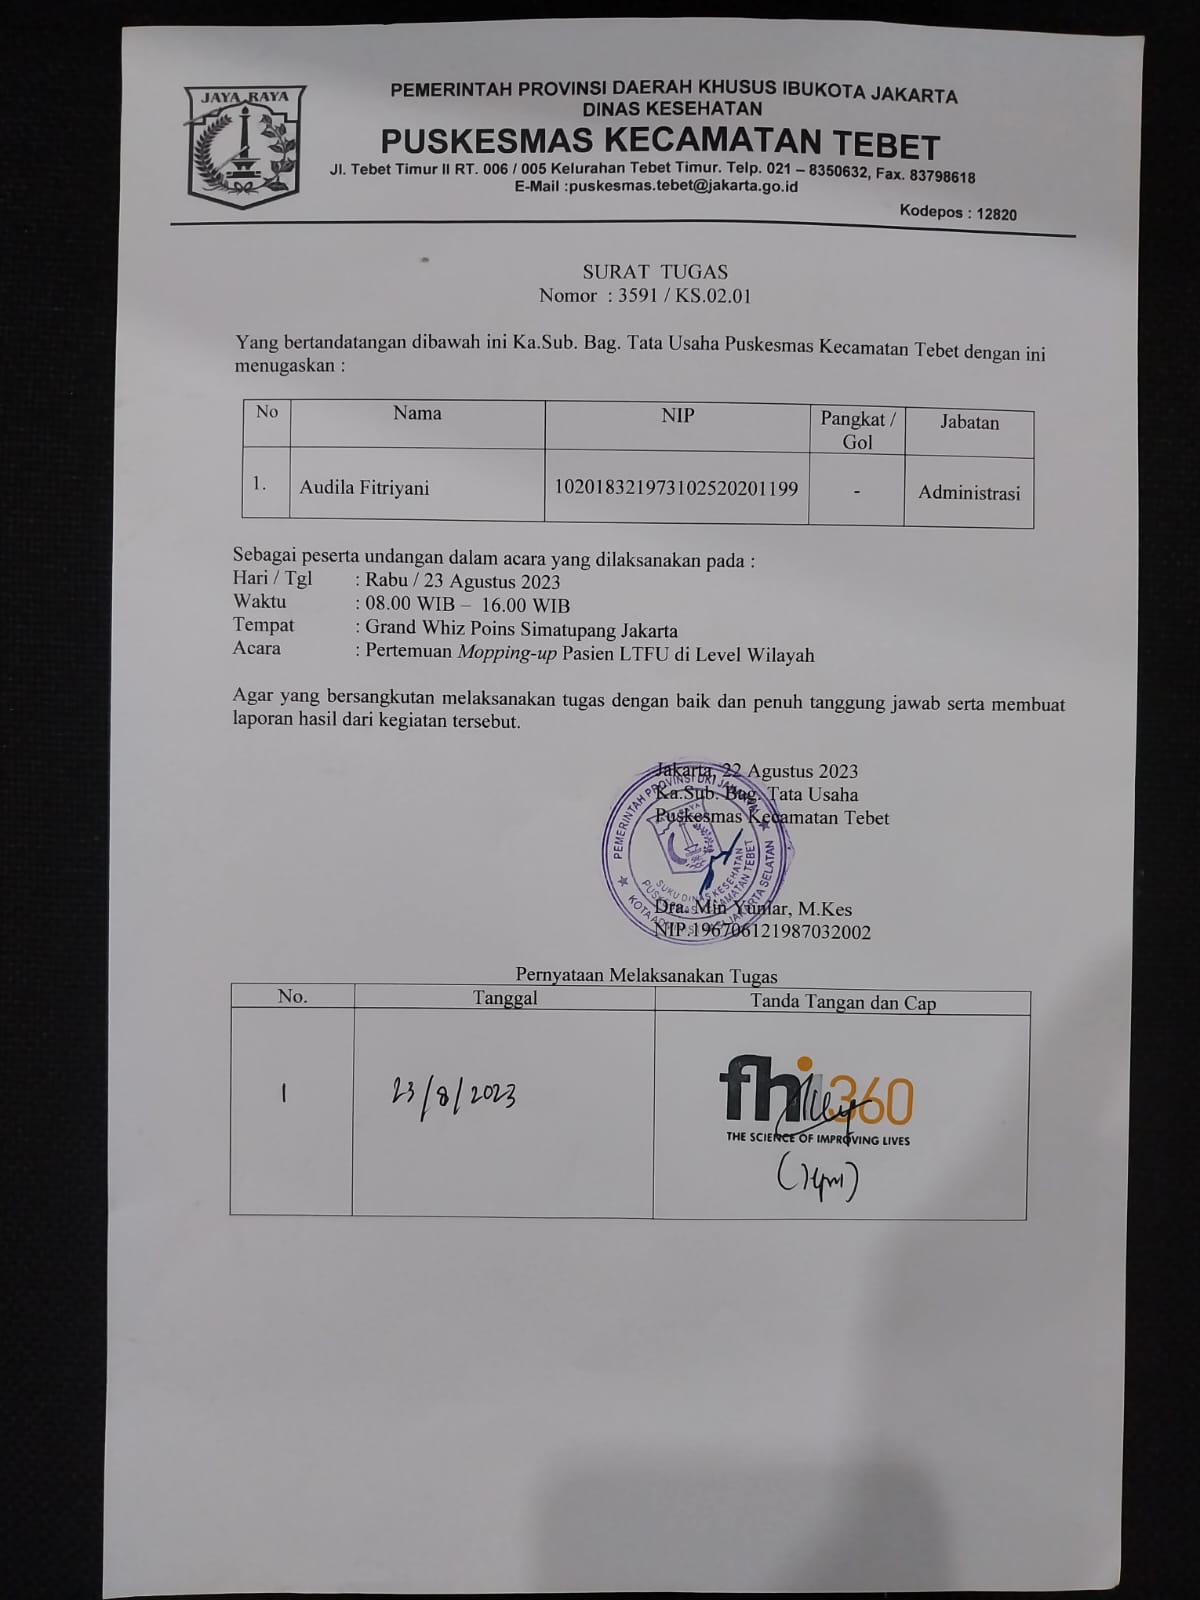 JAYA RAYA
PEMERINTAH PROVINSI DAERAH KHUSUS IBUKOTA JAKARTA
DINAS KESEHATAN
PUSKESMAS KECAMATAN TEBET
Jl. Tebet Timur II RT. 006 / 005 Kelurahan Tebet Timur. Telp. 021 – 8350632, Fax. 83798618
E-Mail :puskesmas.tebet@jakarta.go.id
Kodepos : 12820
SURAT TUGAS
Nomor : 3591 / KS.02.01
Yang bertandatangan dibawah ini Ka.Sub. Bag. Tata Usaha Puskesmas Kecamatan Tebet dengan ini
menugaskan :
No Nama NIP Pangkat / Gol Jabatan
1. Audila Fitriyani 102018321973102520201199 - Administrasi
Sebagai peserta undangan dalam acara yang dilaksanakan pada :
Hari / Tgl : Rabu / 23 Agustus 2023
Waktu : 08.00 WIB – 16.00 WIB
Tempat : Grand Whiz Poins Simatupang Jakarta
Acara : Pertemuan Mopping-up Pasien LTFU di Level Wilayah
Agar yang bersangkutan melaksanakan tugas dengan baik dan penuh tanggung jawab serta membuat
laporan hasil dari kegiatan tersebut.
Jakarta, 22 Agustus 2023
Ka.Sub. Bag. Tata Usaha
Puskesmas Kecamatan Tebet
PEMERINTAH PROVINSI DKI JAKARTA
SUKU DINAS KESEHATAN
PUSKESMAS KECAMATAN TEBET
KOTA ADMINISTRASI JAKARTA SELATAN
Dra. Min Yuniar, M.Kes
NIP.196706121987032002
Pernyataan Melaksanakan Tugas
No. Tanggal Tanda Tangan dan Cap
1 23/8/2023
fhi360
THE SCIENCE OF IMPROVING LIVES